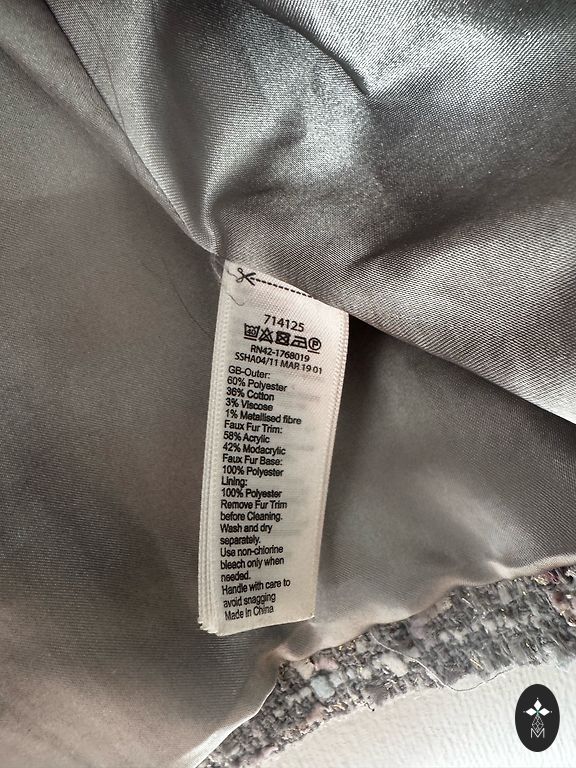 714125
RN42-1768019
SSHA04/11 MAR 19 01
GB-Outer:
60% Polyester
36% Cotton
3% Viscose
1% Metallised fibre
Faux Fur Trim:
58% Acrylic
42% Modacrylic
Faux Fur Base:
100% Polyester
Lining:
100% Polyester
Remove Fur Trim
before Cleaning.
Wash and dry
separately.
Use non-chlorine
bleach only when
needed.
Handle with care to
avoid snagging
Made In China
M